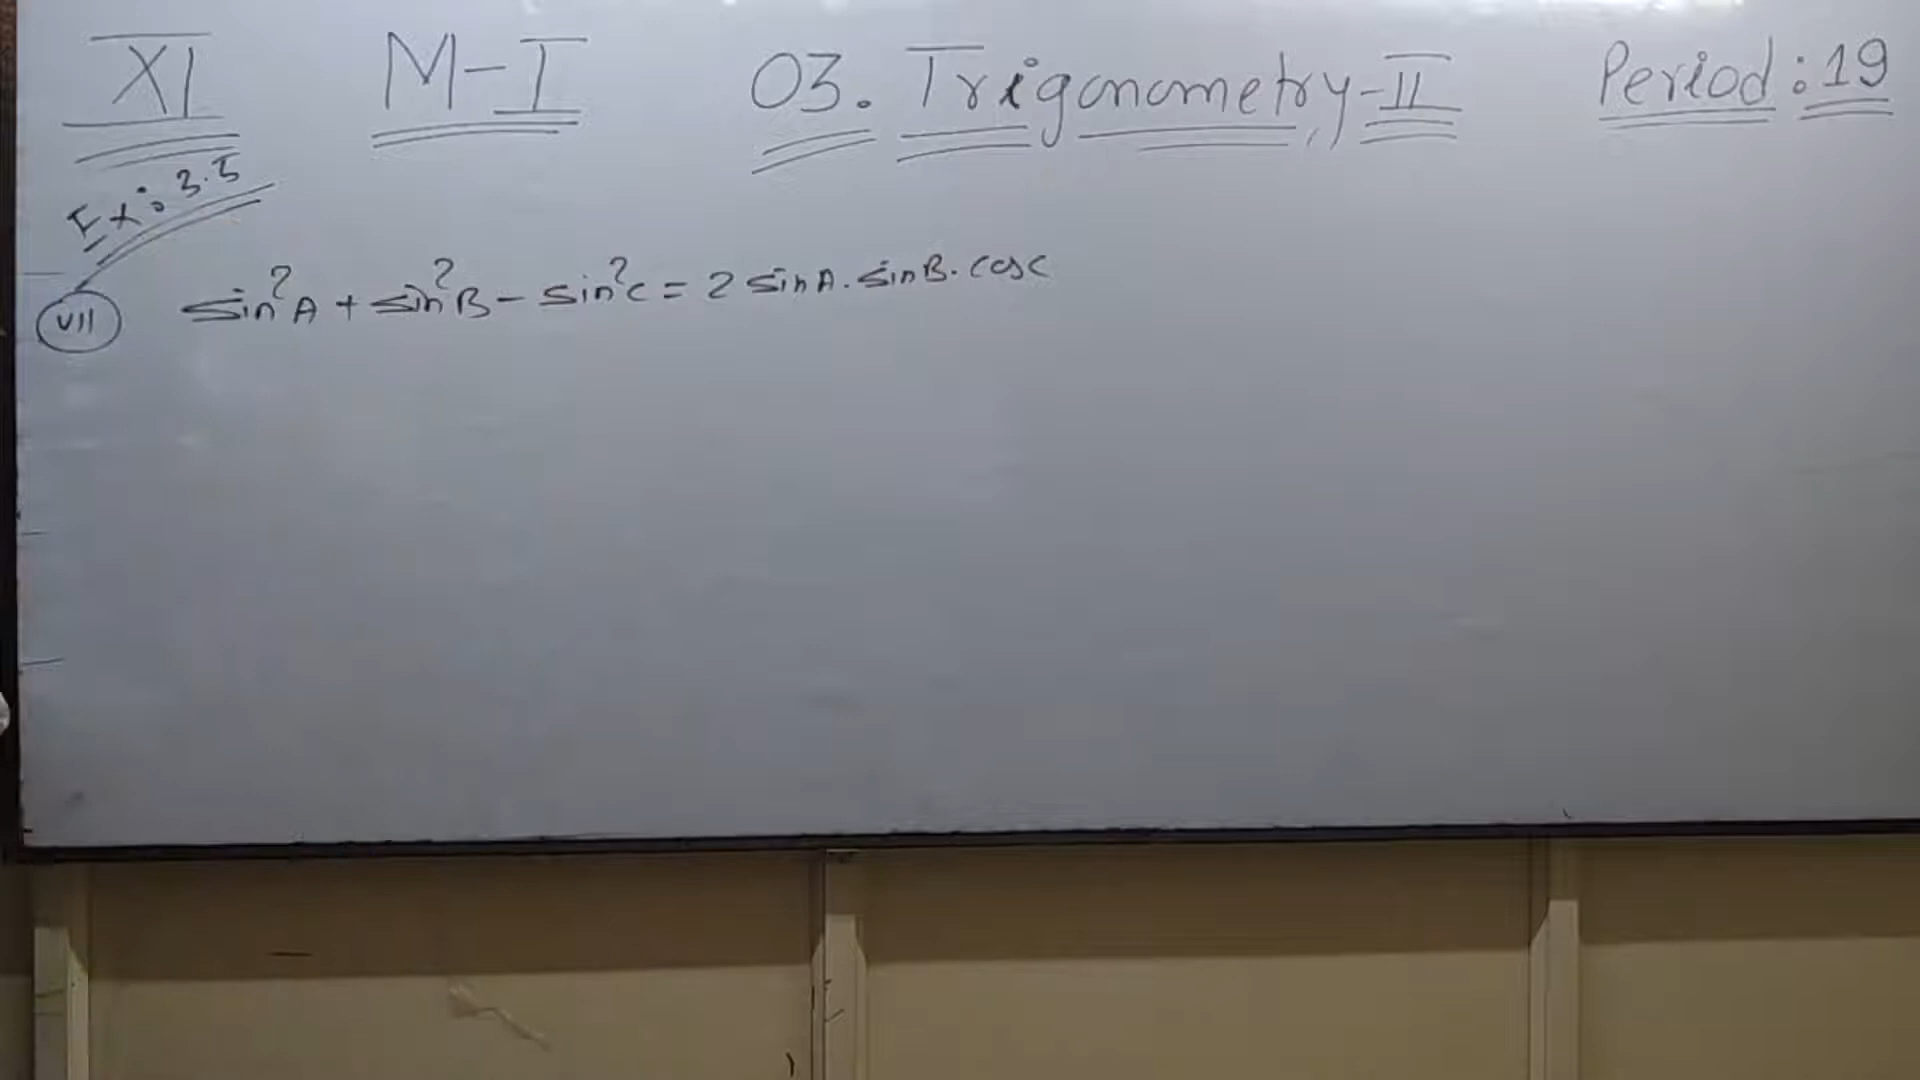 XI M-I 03. Trigonometry-II Period:19
Ex: 3.5
VII sin²A + sin²B - sin²C = 2 sinA. sinB. cosC